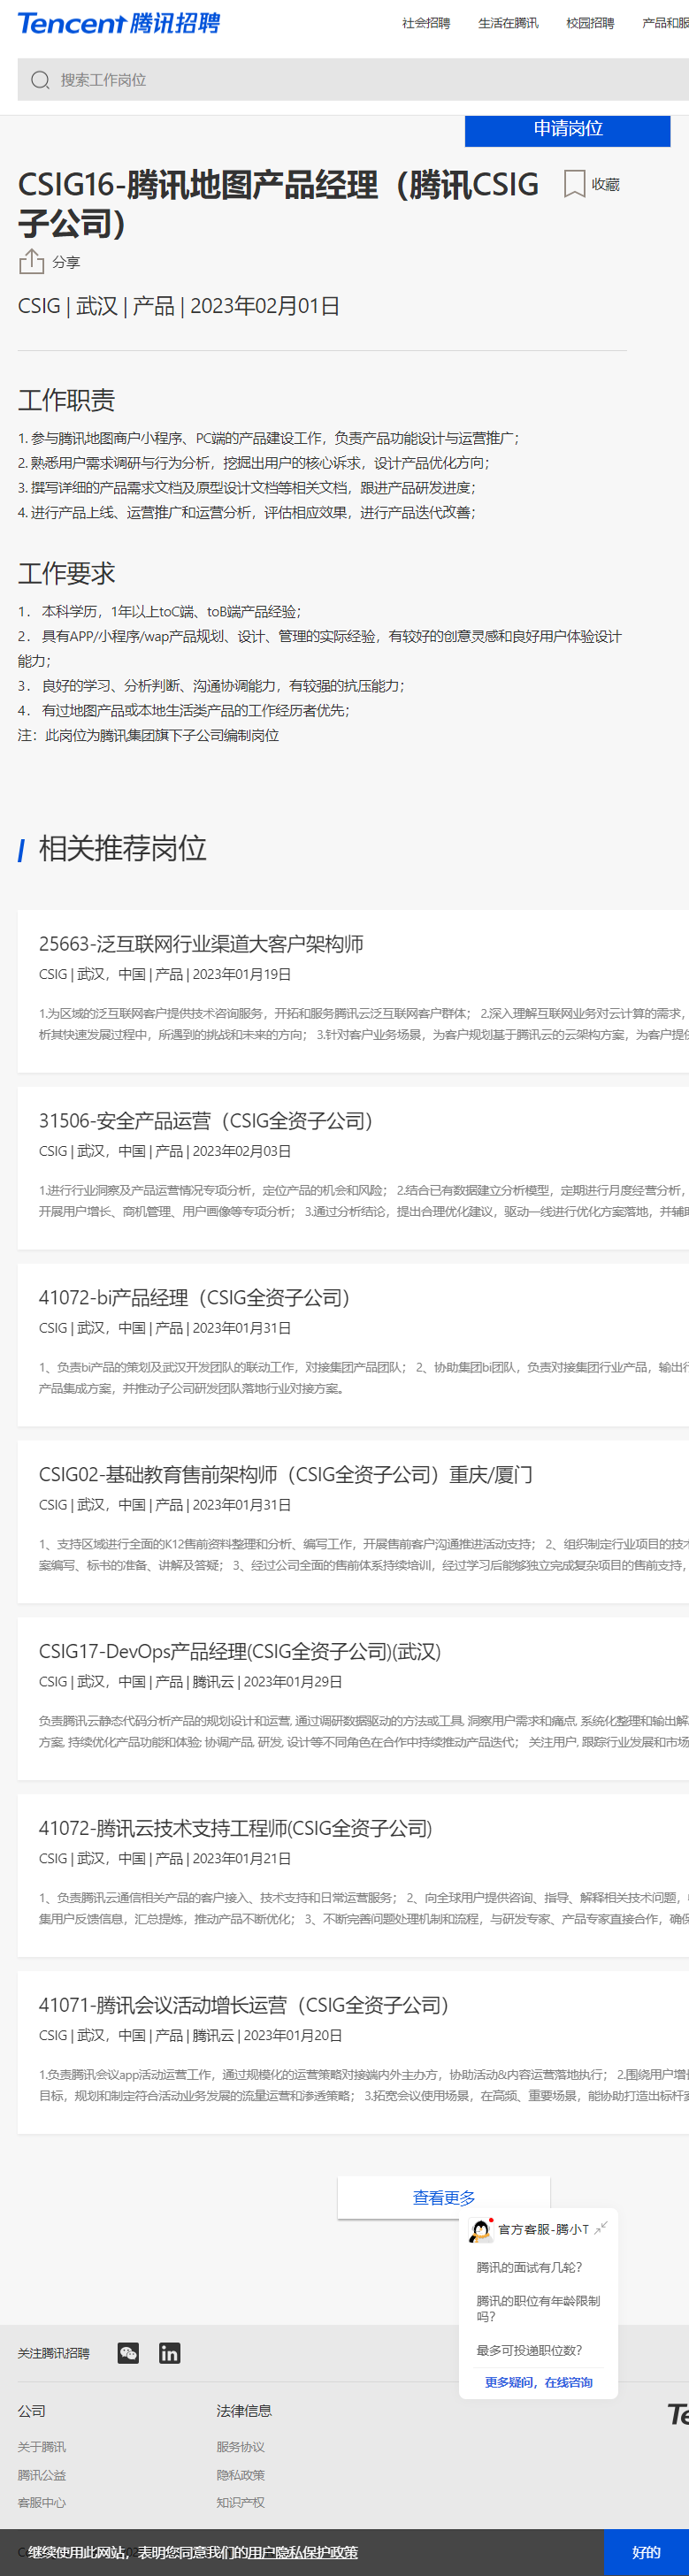 Tencent 腾讯招聘
社会招聘 生活在腾讯 校园招聘 产品和服
搜索工作岗位
申请岗位
CSIG16-腾讯地图产品经理（腾讯CSIG
子公司）
收藏
分享
CSIG | 武汉 | 产品 | 2023年02月01日
工作职责
1. 参与腾讯地图商户小程序、PC端的产品建设工作，负责产品功能设计与运营推广；
2. 熟悉用户需求调研与行为分析，挖掘出用户的核心诉求，设计产品优化方向；
3. 撰写详细的产品需求文档及原型设计文档等相关文档，跟进产品研发进度；
4. 进行产品上线、运营推广和运营分析，评估相应效果，进行产品迭代改善；
工作要求
1． 本科学历，1年以上toC端、toB端产品经验；
2． 具有APP/小程序/wap产品规划、设计、管理的实际经验，有较好的创意灵感和良好用户体验设计
能力；
3． 良好的学习、分析判断、沟通协调能力，有较强的抗压能力；
4． 有过地图产品或本地生活类产品的工作经历者优先；
注：此岗位为腾讯集团旗下子公司编制岗位
相关推荐岗位
25663-泛互联网行业渠道大客户架构师
CSIG | 武汉，中国 | 产品 | 2023年01月19日
1.为区域的泛互联网客户提供技术咨询服务，开拓和服务腾讯云泛互联网客户群体； 2.深入理解互联网业务对云计算的需求，
析其快速发展过程中，所遇到的挑战和未来的方向； 3.针对客户业务场景，为客户规划基于腾讯云的云架构方案，为客户提供
31506-安全产品运营（CSIG全资子公司）
CSIG | 武汉，中国 | 产品 | 2023年02月03日
1.进行行业洞察及产品运营情况专项分析，定位产品的机会和风险； 2.结合已有数据建立分析模型，定期进行月度经营分析，
开展用户增长、商机管理、用户画像等专项分析； 3.通过分析结论，提出合理优化建议，驱动一线进行优化方案落地，并辅助
41072-bi产品经理（CSIG全资子公司）
CSIG | 武汉，中国 | 产品 | 2023年01月31日
1、负责bi产品的策划及武汉开发团队的联动工作，对接集团产品团队； 2、协助集团bi团队，负责对接集团行业产品，输出行
产品集成方案，并推动子公司研发团队落地行业对接方案。
CSIG02-基础教育售前架构师（CSIG全资子公司）重庆/厦门
CSIG | 武汉，中国 | 产品 | 2023年01月31日
1、支持区域进行全面的K12售前资料整理和分析、编写工作，开展售前客户沟通推进活动支持； 2、组织制定行业项目的技术
案编写、标书的准备、讲解及答疑； 3、经过公司全面的售前体系持续培训，经过学习后能够独立完成复杂项目的售前支持，
CSIG17-DevOps产品经理(CSIG全资子公司)(武汉)
CSIG | 武汉，中国 | 产品 | 腾讯云 | 2023年01月29日
负责腾讯云静态代码分析产品的规划设计和运营, 通过调研数据驱动的方法或工具, 洞察用户需求和痛点, 系统化整理和输出解
方案, 持续优化产品功能和体验; 协调产品, 研发, 设计等不同角色在合作中持续推动产品迭代； 关注用户, 跟踪行业发展和市场
41072-腾讯云技术支持工程师(CSIG全资子公司)
CSIG | 武汉，中国 | 产品 | 2023年01月21日
1、负责腾讯云通信相关产品的客户接入、技术支持和日常运营服务； 2、向全球用户提供咨询、指导、解释相关技术问题，
集用户反馈信息，汇总提炼，推动产品不断优化； 3、不断完善问题处理机制和流程，与研发专家、产品专家直接合作，确保
41071-腾讯会议活动增长运营（CSIG全资子公司）
CSIG | 武汉，中国 | 产品 | 腾讯云 | 2023年01月20日
1.负责腾讯会议app活动运营工作，通过规模化的运营策略对接端内外主办方，协助活动&内容运营落地执行； 2.围绕用户增长
目标，规划和制定符合活动业务发展的流量运营和渗透策略； 3.拓宽会议使用场景，在高频、重要场景，能协助打造出标杆案
查看更多
官方客服-腾小T
腾讯的面试有几轮?
腾讯的职位有年龄限制
吗?
最多可投递职位数?
更多疑问，在线咨询
关注腾讯招聘
公司 法律信息
关于腾讯 服务协议
腾讯公益 隐私政策
客服中心 知识产权
继续使用此网站，表明您同意我们的用户隐私保护政策
好的